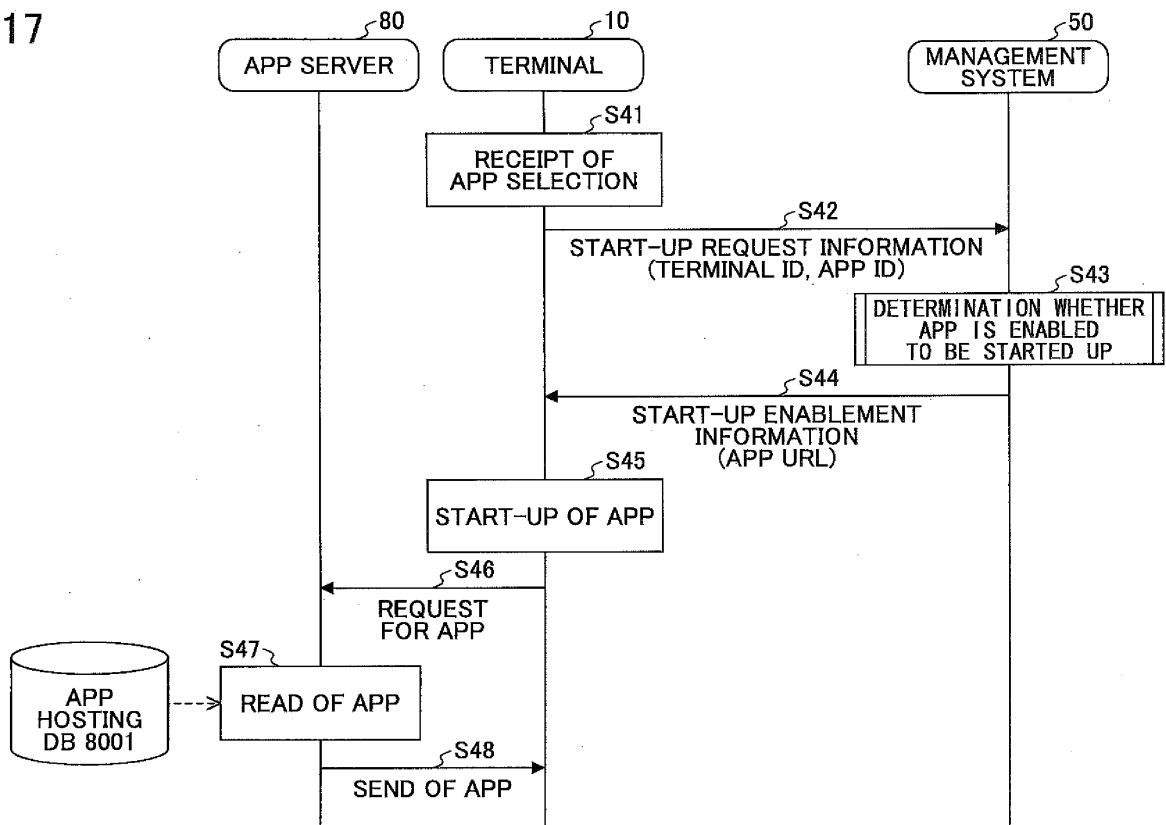 17
80
10
50
APP SERVER
TERMINAL
MANAGEMENT
SYSTEM
S41
RECEIPT OF
APP SELECTION
S42
START-UP REQUEST INFORMATION
(TERMINAL ID, APP ID)
S43
DETERMINATION WHETHER
APP IS ENABLED
TO BE STARTED UP
S44
START-UP ENABLEMENT
INFORMATION
(APP URL)
S45
START-UP OF APP
S46
REQUEST
FOR APP
S47
APP
HOSTING
DB 8001
READ OF APP
S48
SEND OF APP